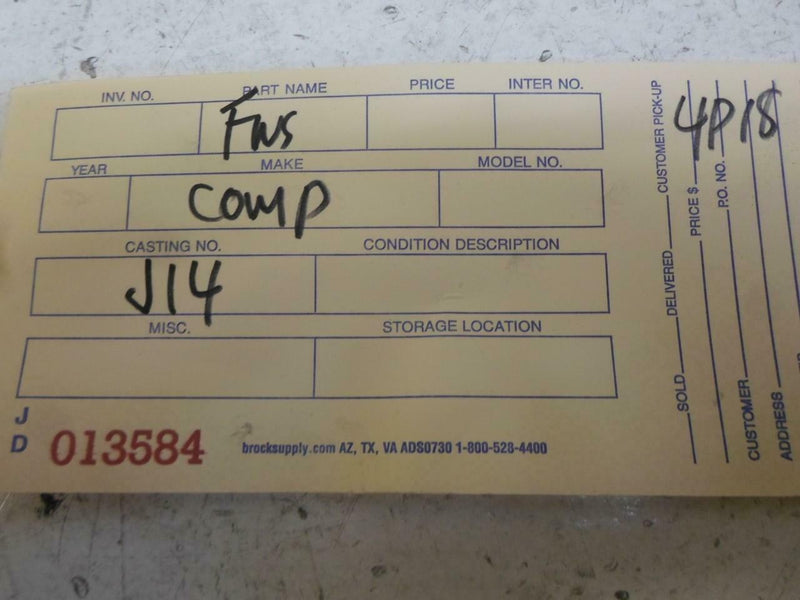 INV. NO. PART NAME PRICE INTER NO.
Fws
YEAR MAKE MODEL NO.
COMP
CASTING NO. CONDITION DESCRIPTION
J14
MISC. STORAGE LOCATION
J
D
013584
brocksupply.com AZ, TX, VA ADS0730 1-800-528-4400
SOLD DELIVERED CUSTOMER PICK-UP
PRICE $
4P18
P.O. NO.
CUSTOMER
ADDRESS